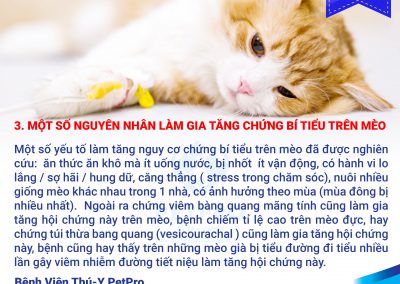 3. MỘT SỐ NGUYÊN NHÂN LÀM GIA TĂNG CHỨNG BÍ TIỂU TRÊN MÈO
Một số yếu tố làm tăng nguy cơ chứng bí tiểu trên mèo đã được nghiên
cứu: ăn thức ăn khô mà ít uống nước, bị nhốt ít vận động, có hành vi lo
lắng / sợ hãi / hung dữ, căng thẳng ( stress trong chăm sóc), nuôi nhiều
giống mèo khác nhau trong 1 nhà, có ảnh hưởng theo mùa (mùa đông bị
nhiều nhất). Ngoài ra chứng viêm bàng quang mãng tính cũng làm gia
tăng hội chứng này trên mèo, bệnh chiếm tỉ lệ cao trên mèo đực, hay
chứng túi thừa bang quang (vesicourachal ) cũng làm gia tăng hội chứng
này, bệnh cũng hay thấy trên những mèo già bị tiểu đường đi tiểu nhiều
lần gây viêm nhiễm đường tiết niệu làm tăng hội chứng này.
Bệnh Viện Thú-Y PetPro